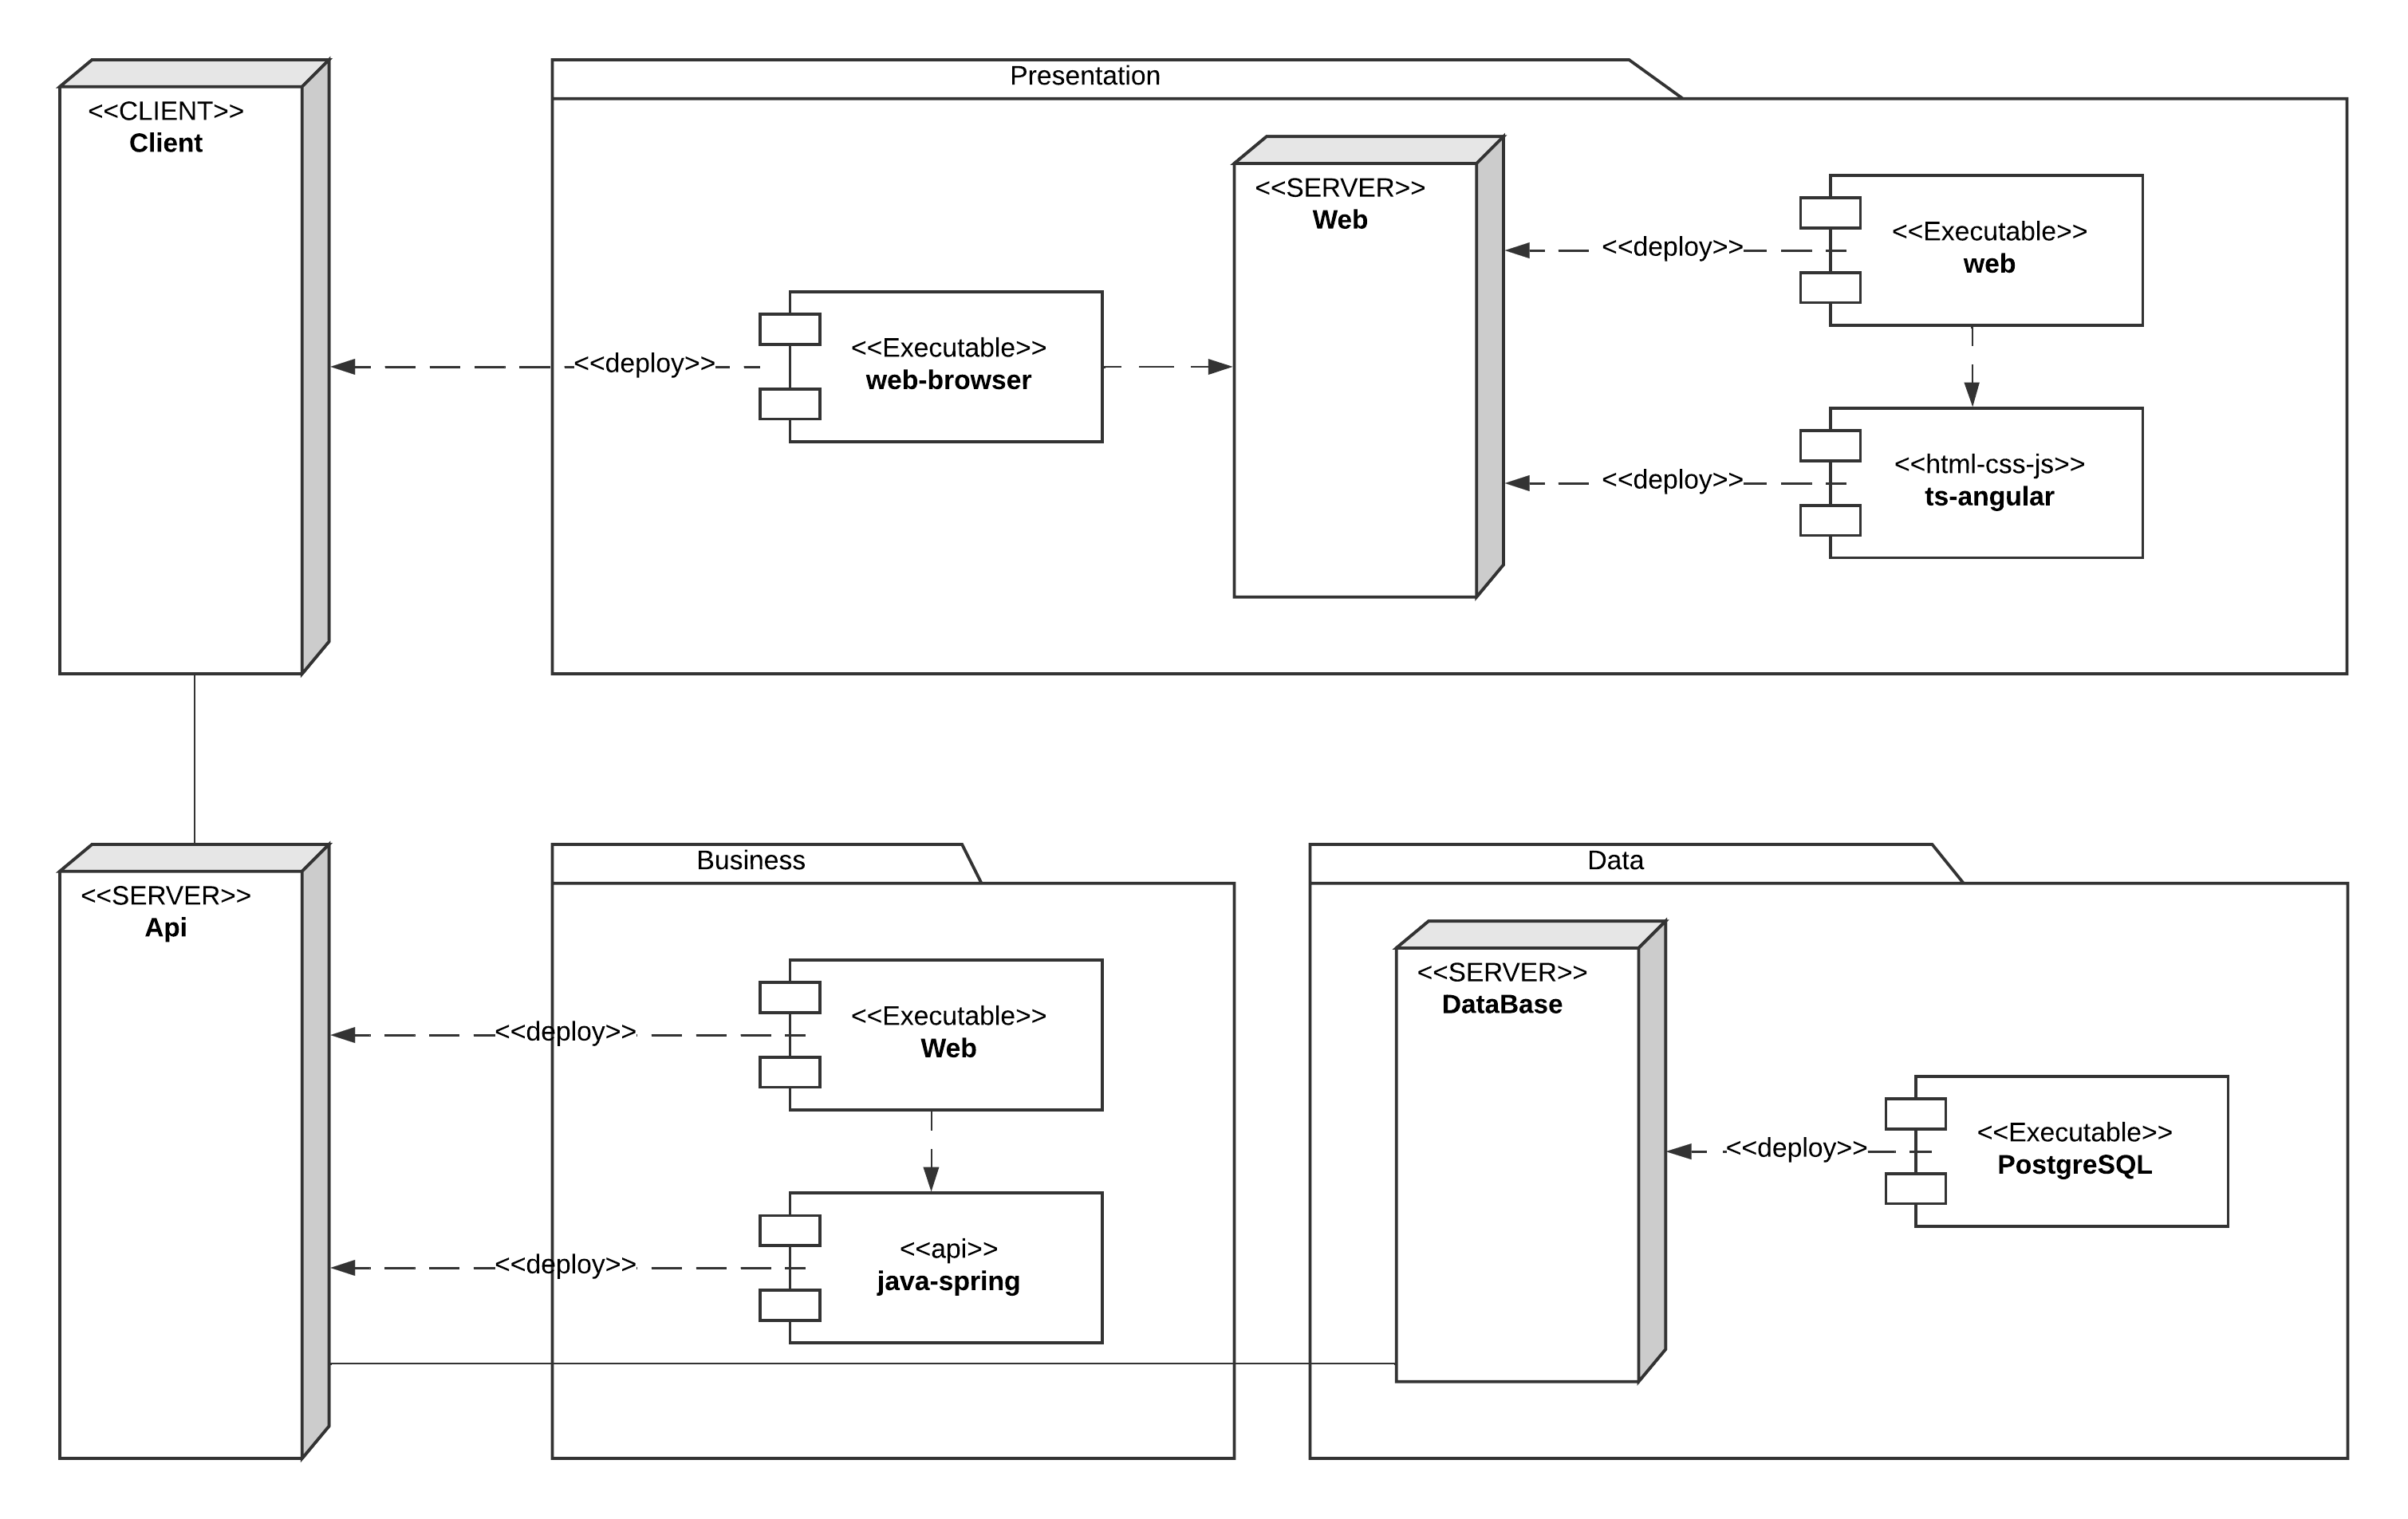 <<CLIENT>>
Client
Presentation
<<SERVER>>
Web
<<Executable>>
web
<<deploy>>
<<Executable>>
web-browser
<<deploy>>
<<html-css-js>>
ts-angular
<<deploy>>
<<SERVER>>
Api
Business
<<Executable>>
Web
<<deploy>>
<<api>>
java-spring
<<deploy>>
Data
<<SERVER>>
DataBase
<<Executable>>
PostgreSQL
<<deploy>>